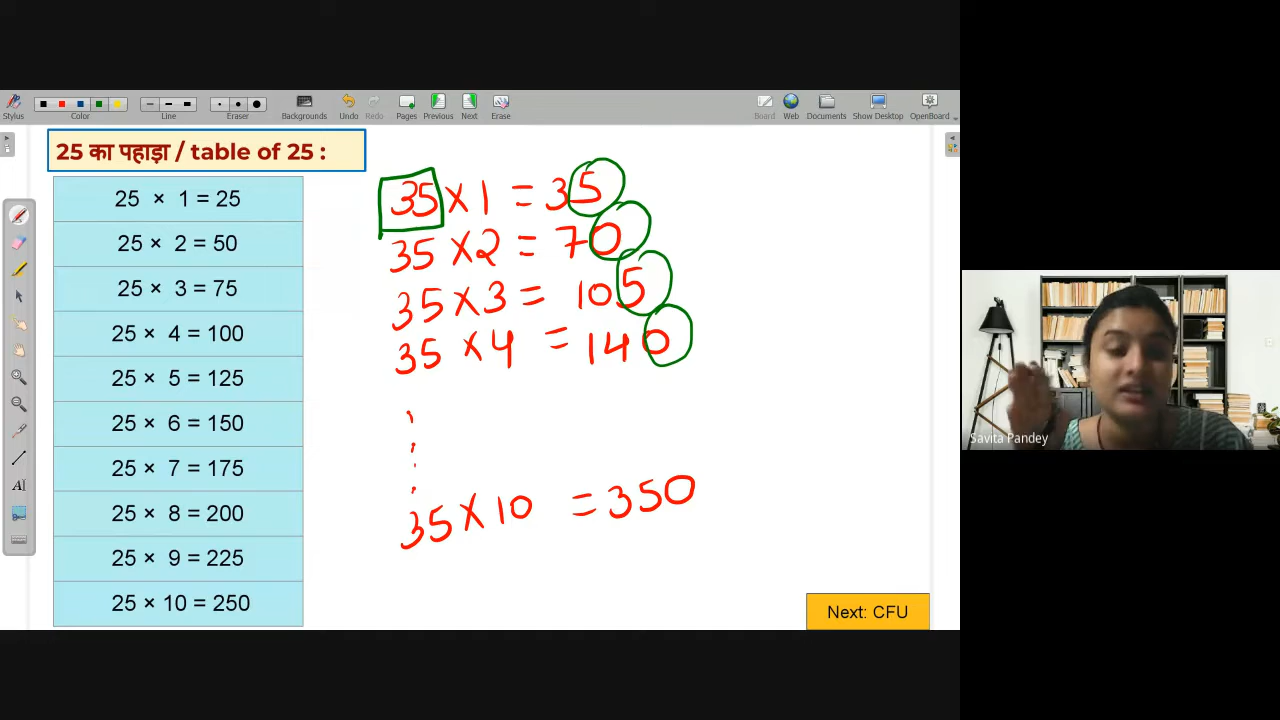 Stylus
Color
Line
Eraser
Backgrounds
Undo
Redo
Pages
Previous
Next
Erase
Board
Web
Documents
Show Desktop
OpenBoard
25 का पहाड़ा / table of 25 :
25 × 1 = 25
25 × 2 = 50
25 × 3 = 75
25 × 4 = 100
25 × 5 = 125
25 × 6 = 150
25 × 7 = 175
25 × 8 = 200
25 × 9 = 225
25 × 10 = 250
35 × 1 = 35
35 × 2 = 70
35 × 3 = 105
35 × 4 = 140
35 × 10 = 350
Next: CFU
Savita Pandey